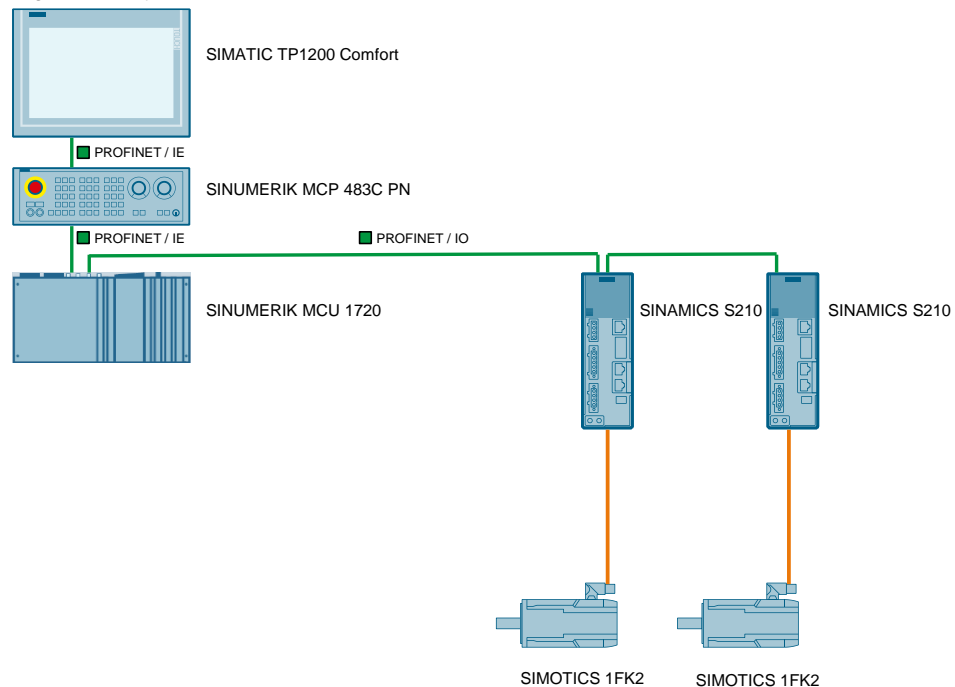 SIMATIC TP1200 Comfort
PROFINET / IE
SINUMERIK MCP 483C PN
PROFINET / IE
PROFINET / IO
SINUMERIK MCU 1720
SINAMICS S210
SINAMICS S210
SIMOTICS 1FK2
SIMOTICS 1FK2